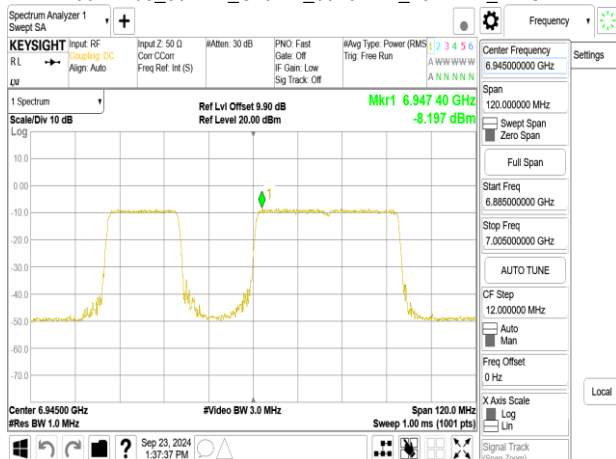 Spectrum Analyzer 1
Swept SA
+
Frequency
KEYSIGHT
RL
LXI
Input: RF
Coupling: DC
Align: Auto
Input Z: 50 Ω
Corr CCorr
Freq Ref: Int (S)
#Atten: 30 dB
PNO: Fast
Gate: Off
IF Gain: Low
Sig Track: Off
#Avg Type: Power (RMS)
Trig: Free Run
1 2 3 4 5 6
A W W W W W
A N N N N N
1 Spectrum
Scale/Div 10 dB
Log
Ref Lvl Offset 9.90 dB
Ref Level 20.00 dBm
Mkr1 6.947 40 GHz
-8.197 dBm
1
10.0
0.00
-10.0
-20.0
-30.0
-40.0
-50.0
-60.0
-70.0
Center 6.94500 GHz
#Res BW 1.0 MHz
#Video BW 3.0 MHz
Span 120.0 MHz
Sweep 1.00 ms (1001 pts)
Sep 23, 2024
1:37:37 PM
?
Center Frequency
6.945000000 GHz
Span
120.000000 MHz
Swept Span
Zero Span
Full Span
Start Freq
6.885000000 GHz
Stop Freq
7.005000000 GHz
AUTO TUNE
CF Step
12.000000 MHz
Auto
Man
Freq Offset
0 Hz
X Axis Scale
Log
Lin
Signal Track
(Span Zoom)
Settings
Local